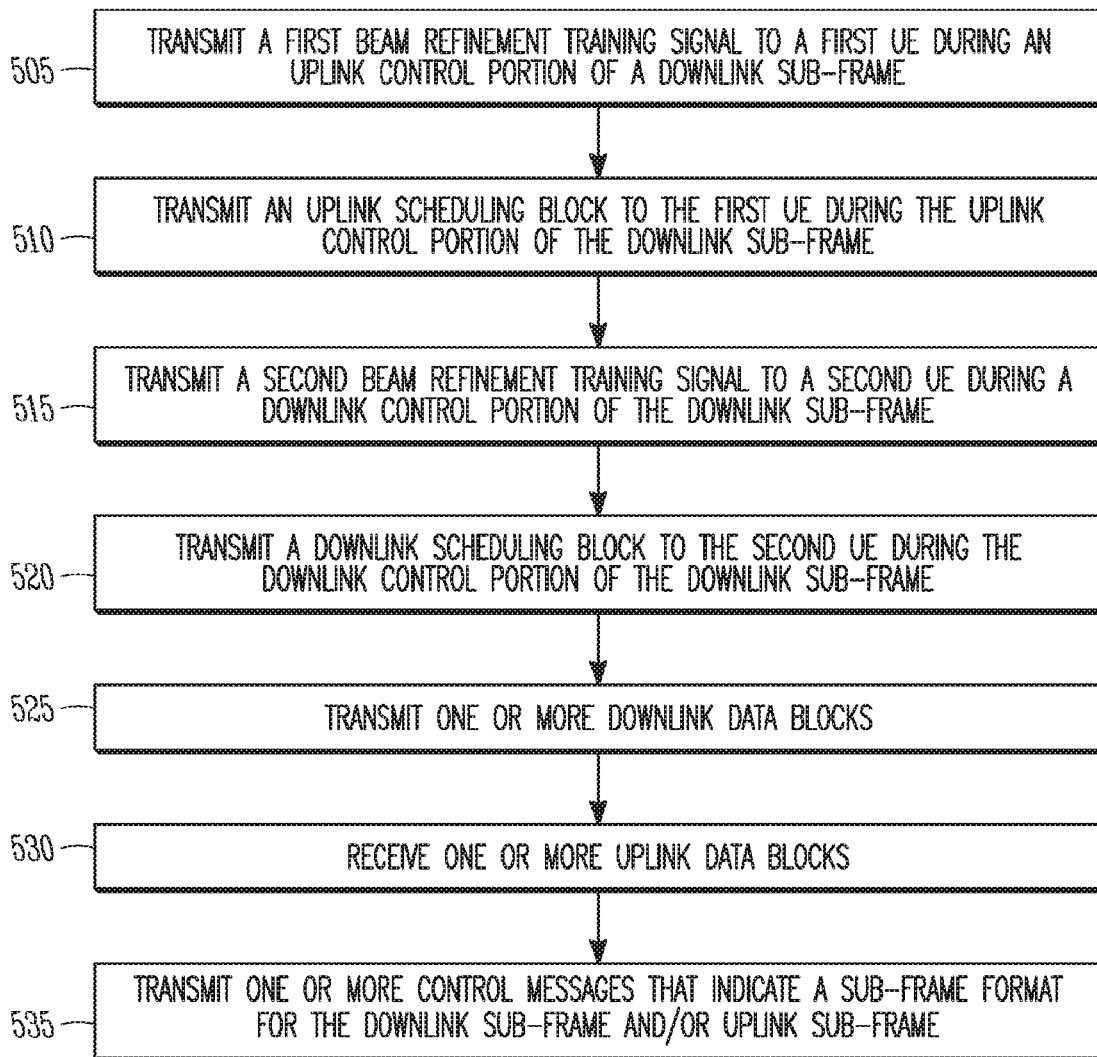 505
TRANSMIT A FIRST BEAM REFINEMENT TRAINING SIGNAL TO A FIRST UE DURING AN
UPLINK CONTROL PORTION OF A DOWNLINK SUB-FRAME
510
TRANSMIT AN UPLINK SCHEDULING BLOCK TO THE FIRST UE DURING THE UPLINK
CONTROL PORTION OF THE DOWNLINK SUB-FRAME
515
TRANSMIT A SECOND BEAM REFINEMENT TRAINING SIGNAL TO A SECOND UE DURING A
DOWNLINK CONTROL PORTION OF THE DOWNLINK SUB-FRAME
520
TRANSMIT A DOWNLINK SCHEDULING BLOCK TO THE SECOND UE DURING THE
DOWNLINK CONTROL PORTION OF THE DOWNLINK SUB-FRAME
525
TRANSMIT ONE OR MORE DOWNLINK DATA BLOCKS
530
RECEIVE ONE OR MORE UPLINK DATA BLOCKS
535
TRANSMIT ONE OR MORE CONTROL MESSAGES THAT INDICATE A SUB-FRAME FORMAT
FOR THE DOWNLINK SUB-FRAME AND/OR UPLINK SUB-FRAME